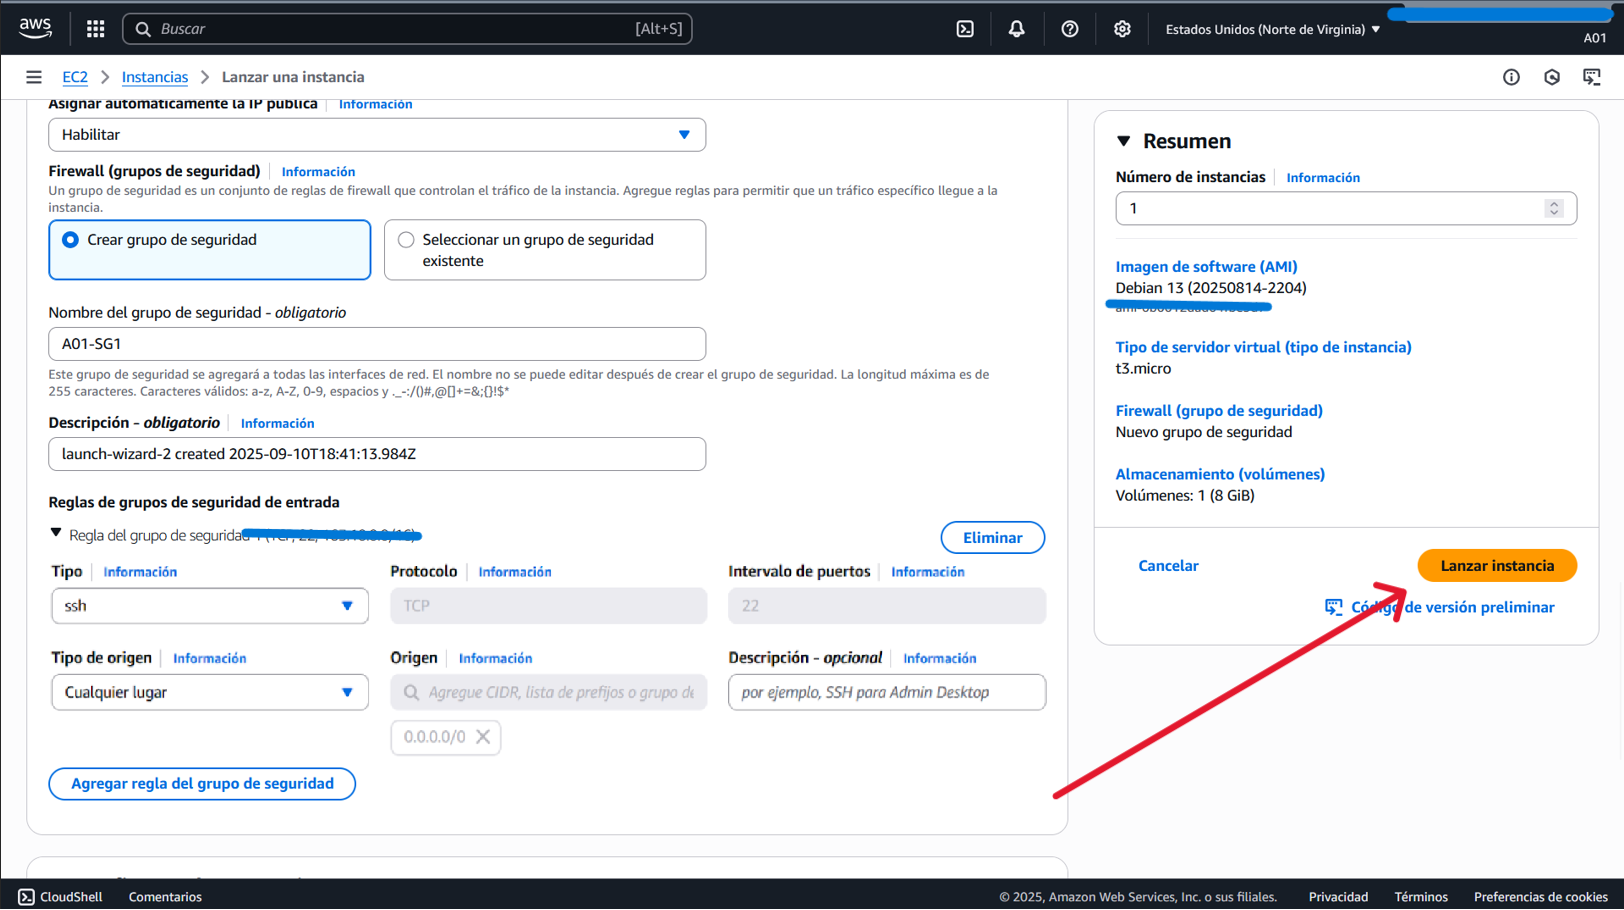 aws
Buscar
[Alt+S]
Estados Unidos (Norte de Virginia)
A01
EC2
Instancias
Lanzar una instancia
Asignar automáticamente la IP pública
Información
Habilitar
Firewall (grupos de seguridad)
Información
Un grupo de seguridad es un conjunto de reglas de firewall que controlan el tráfico de la instancia. Agregue reglas para permitir que un tráfico específico llegue a la
instancia.
Crear grupo de seguridad
Seleccionar un grupo de seguridad
existente
Nombre del grupo de seguridad - obligatorio
A01-SG1
Este grupo de seguridad se agregará a todas las interfaces de red. El nombre no se puede editar después de crear el grupo de seguridad. La longitud máxima es de
255 caracteres. Caracteres válidos: a-z, A-Z, 0-9, espacios y ._-:/()#,@[]+=&;{}!$*
Descripción - obligatorio
Información
launch-wizard-2 created 2025-09-10T18:41:13.984Z
Reglas de grupos de seguridad de entrada
Regla del grupo de seguridad
Eliminar
Tipo
Información
Protocolo
Información
Intervalo de puertos
Información
ssh
TCP
22
Tipo de origen
Información
Origen
Información
Descripción - opcional
Información
Cualquier lugar
Agregue CIDR, lista de prefijos o grupo de
por ejemplo, SSH para Admin Desktop
0.0.0.0/0
Agregar regla del grupo de seguridad
Resumen
Número de instancias
Información
1
Imagen de software (AMI)
Debian 13 (20250814-2204)
Tipo de servidor virtual (tipo de instancia)
t3.micro
Firewall (grupo de seguridad)
Nuevo grupo de seguridad
Almacenamiento (volúmenes)
Volúmenes: 1 (8 GiB)
Cancelar
Lanzar instancia
Código de versión preliminar
CloudShell
Comentarios
© 2025, Amazon Web Services, Inc. o sus filiales.
Privacidad
Términos
Preferencias de cookies